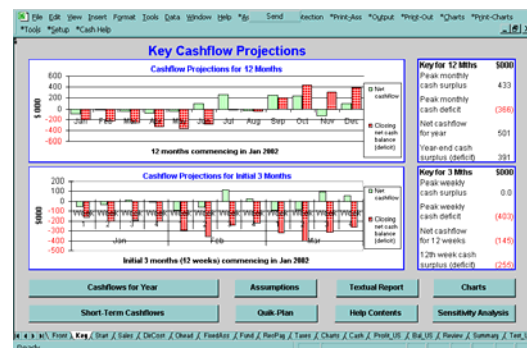 File Edit View Insert Format Tools Data Window Help Send *Print-Ass *Output *Print-Out *Charts *Print-Charts
*Tools *Setup *Cash Help
Key Cashflow Projections
Cashflow Projections for 12 Months
$ 000
600
400
200
0
-200
-400
-600
Jan Feb Mar Apr May Jun Jul Aug Sep Oct Nov Dec
Net cashflow
Closing net cash balance (deficit)
12 months commencing in Jan 2002
Key for 12 Mths $000
Peak monthly
cash surplus 433
Peak monthly
cash deficit (366)
Net cashflow
for year 501
Year-end cash
surplus (deficit) 391
Cashflow Projections for Initial 3 Months
$000
200
100
0
-100
-200
-300
-400
-500
Jan Feb Mar
Net cashflow
Closing net cash balance (deficit)
Initial 3 months (12 weeks) commencing in Jan 2002
Key for 3 Mths $000
Peak weekly
cash surplus 0.0
Peak weekly
cash deficit (403)
Net cashflow
for 12 weeks (145)
12th week cash
surplus (deficit) (255)
Cashflows for Year Assumptions Textual Report Charts
Short-Term Cashflows Quik-Plan Help Contents Sensitivity Analysis
Front Key Start Sales DirCost Ohead FixedAss Fund RecPay Taxes Charts Cash Profit_US Bal_US Review Summary Text_
Ready